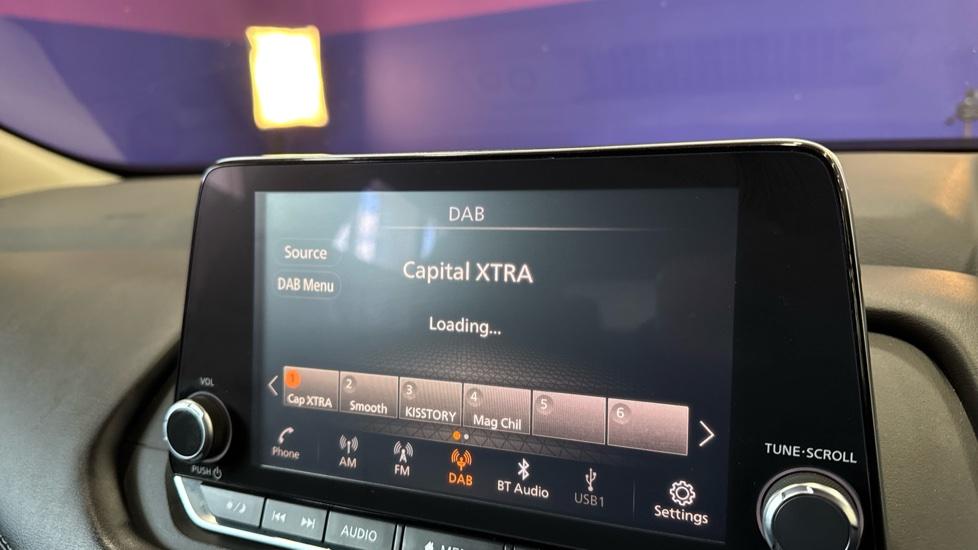 DAB
Source
DAB Menu
Capital XTRA
Loading...
1 2 3 4 5 6
Cap XTRA Smooth KISSTORY Mag Chil
Phone AM FM DAB BT Audio USB1 Settings
VOL
PUSH
TUNE·SCROLL
AUDIO